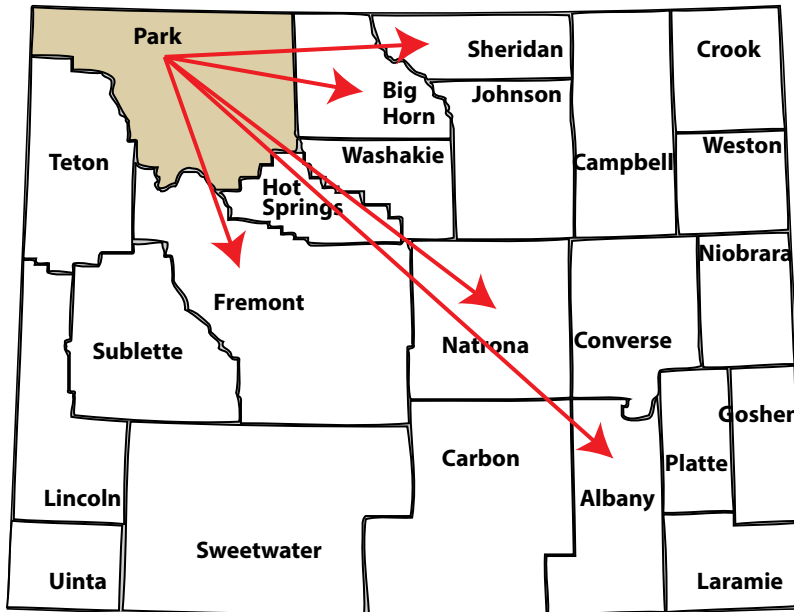 Park
Sheridan
Crook
Big
Horn
Johnson
Teton
Washakie
Campbell
Weston
Hot
Springs
Niobrara
Fremont
Sublette
Natrona
Converse
Goshen
Carbon
Platte
Lincoln
Albany
Sweetwater
Uinta
Laramie